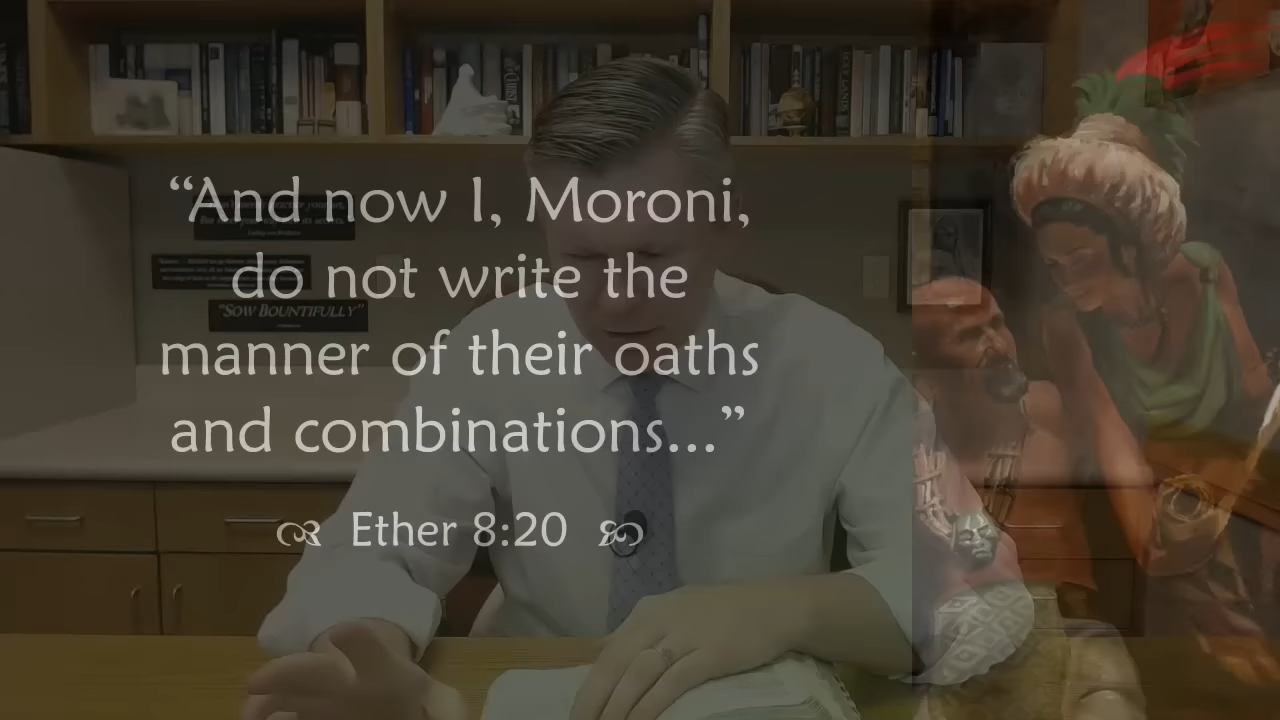 “And now I, Moroni,
do not write the
manner of their oaths
and combinations...”
Ether 8:20
"SOW BOUNTIFULLY"